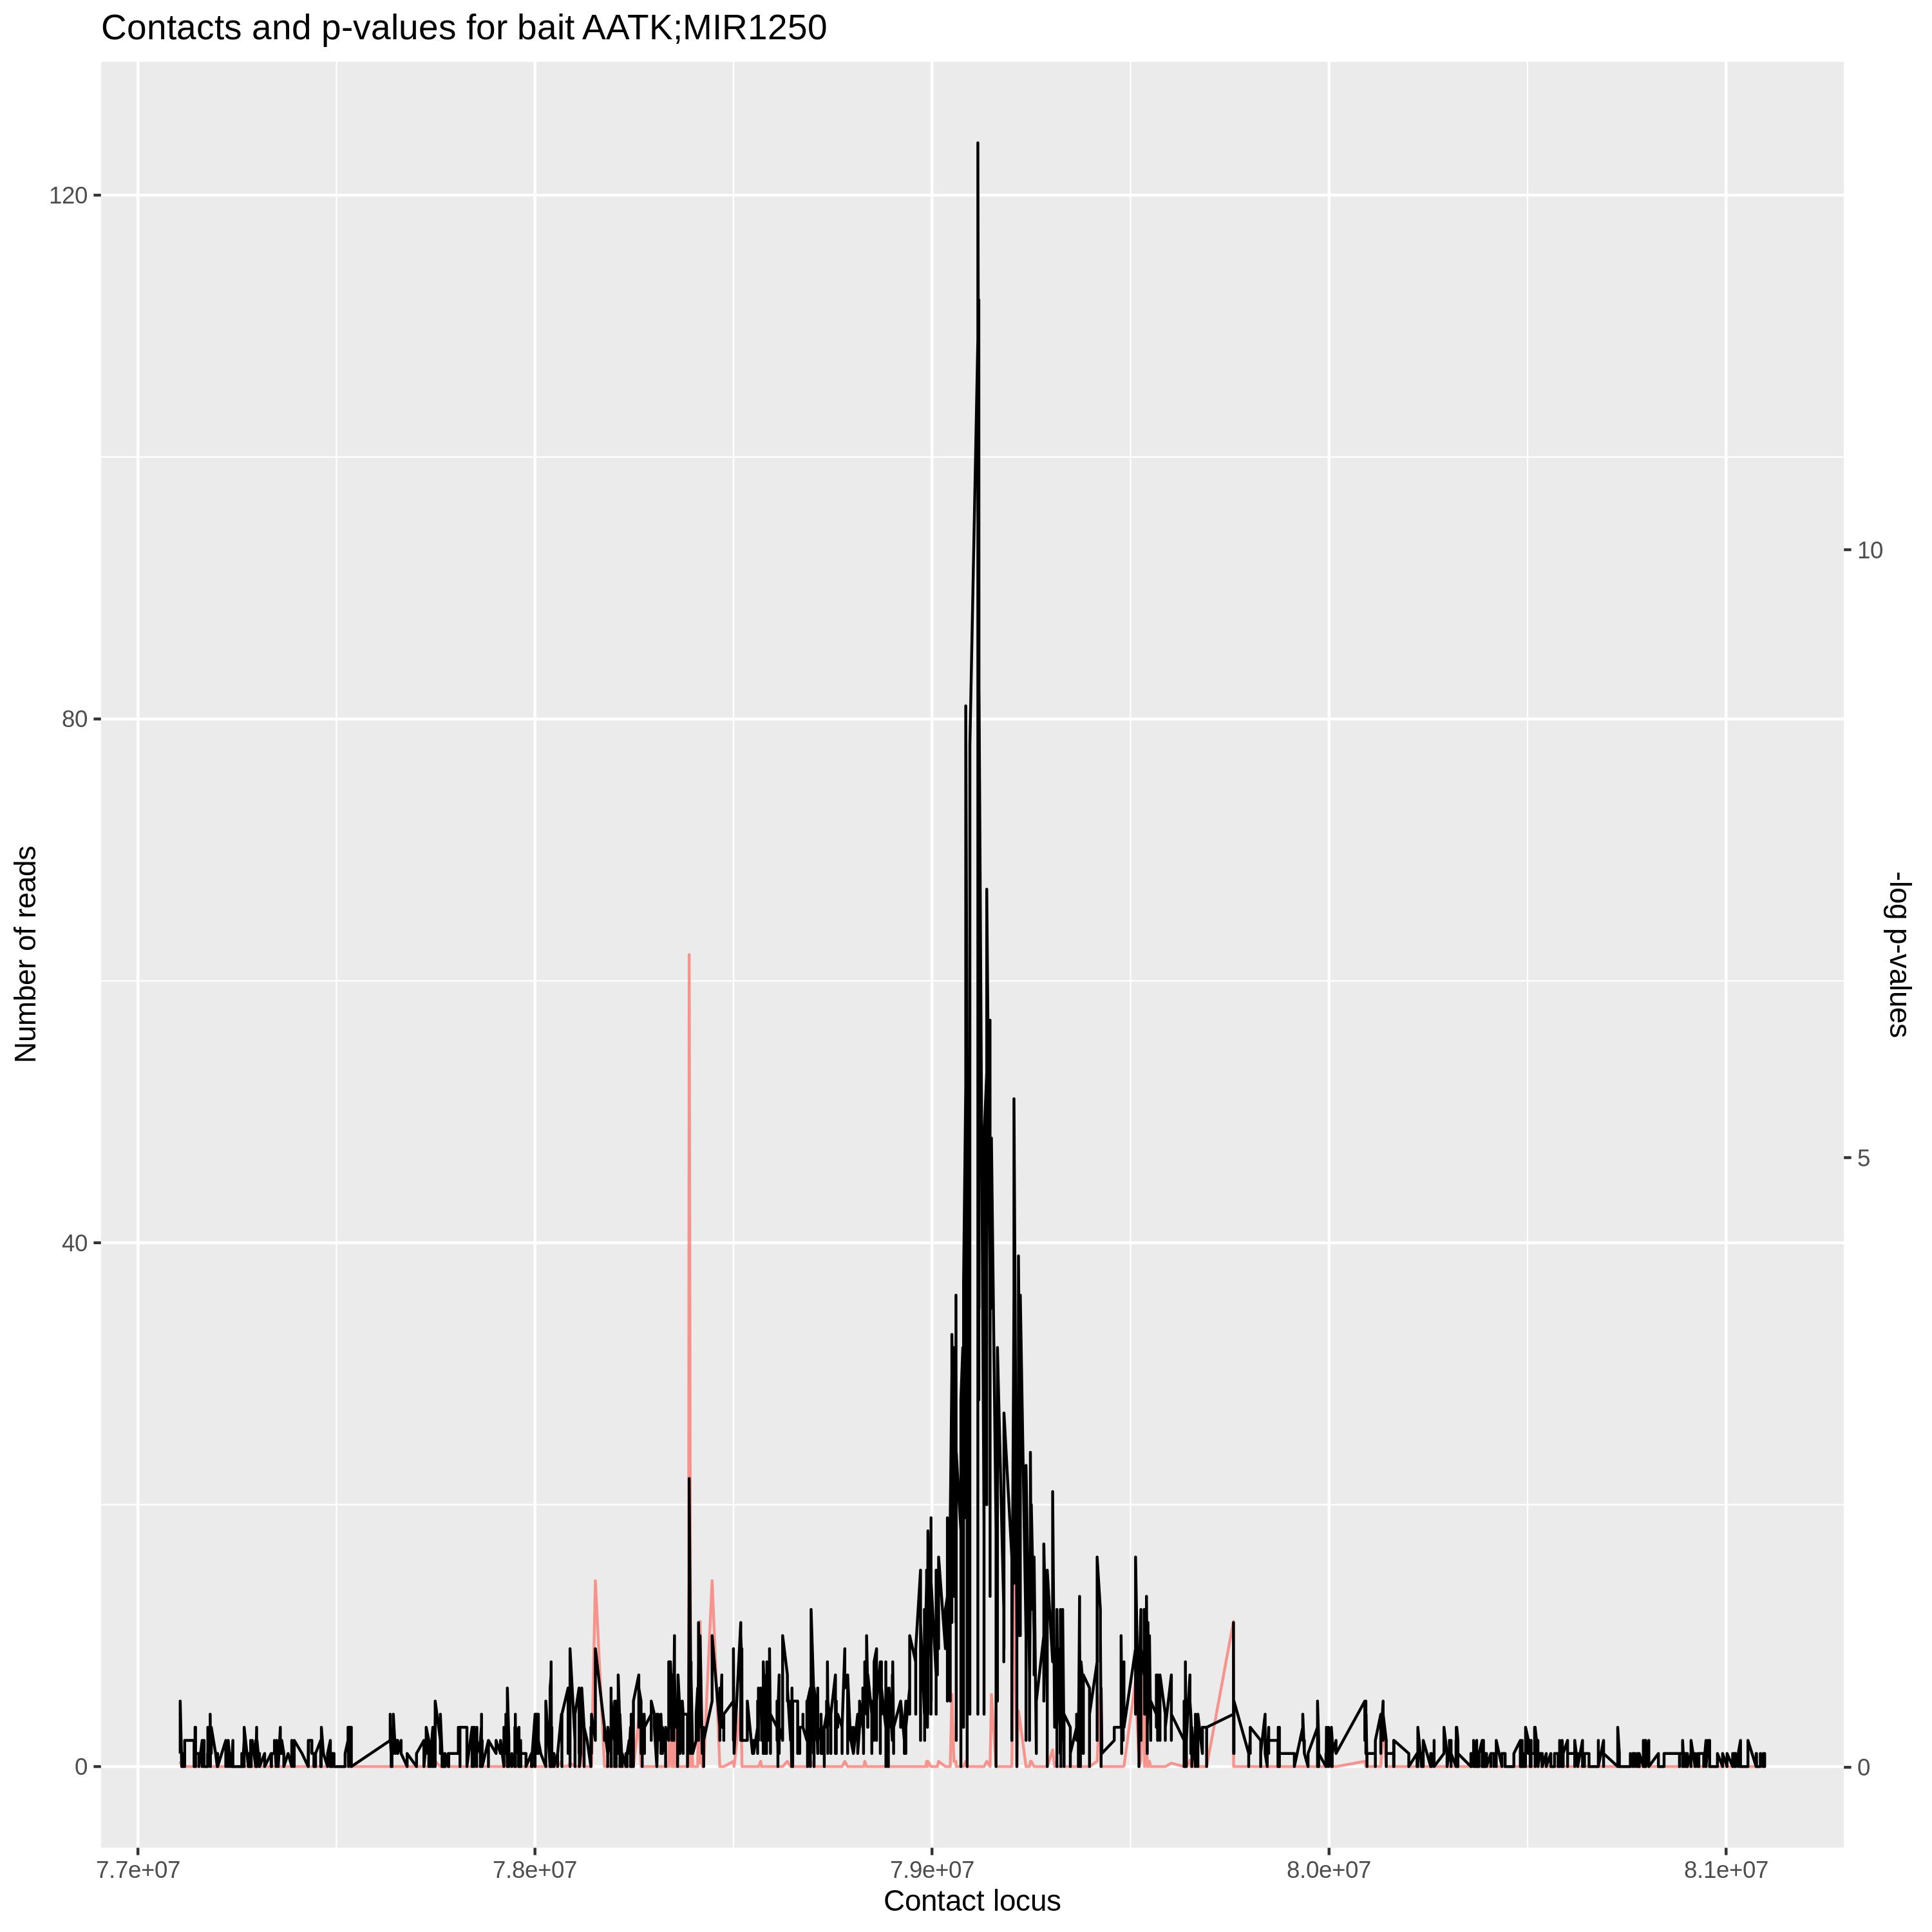 Contacts and p-values for bait AATK;MIR1250
120
80
40
0
Number of reads
10
5
0
-log p-values
7.7e+07
7.8e+07
7.9e+07
8.0e+07
8.1e+07
Contact locus